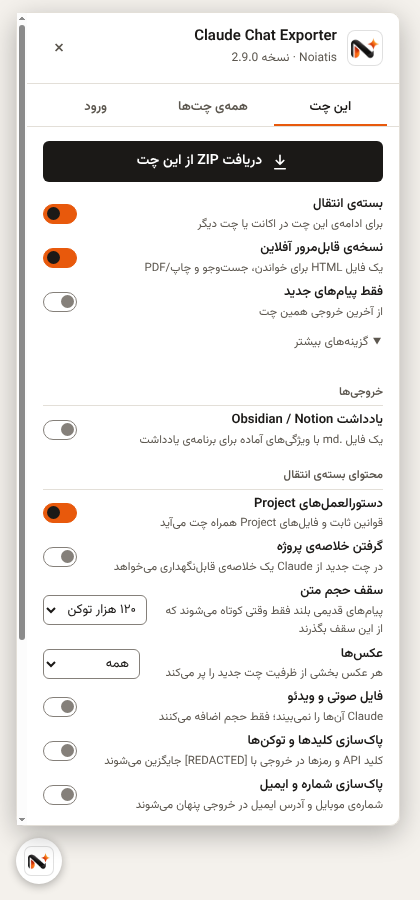 Claude Chat Exporter
Noiatis · نسخه 2.9.0
×
این چت
همه‌ی چت‌ها
ورود
دریافت ZIP از این چت
بسته‌ی انتقال
برای ادامه‌ی این چت در اکانت یا چت دیگر
نسخه‌ی قابل‌مرور آفلاین
یک فایل HTML برای خواندن، جست‌وجو و چاپ/PDF
فقط پیام‌های جدید
از آخرین خروجی همین چت
▼ گزینه‌های بیشتر
خروجی‌ها
یادداشت Obsidian / Notion
یک فایل .md با ویژگی‌های آماده برای برنامه‌ی یادداشت
محتوای بسته‌ی انتقال
دستورالعمل‌های Project
قوانین ثابت و فایل‌های Project همراه چت می‌آید
گرفتن خلاصه‌ی پروژه
در چت جدید از Claude یک خلاصه‌ی قابل‌نگهداری می‌خواهد
سقف حجم متن
۱۲۰ هزار توکن
پیام‌های قدیمی بلند فقط وقتی کوتاه می‌شوند که
از این سقف بگذرند
عکس‌ها
همه
هر عکس بخشی از ظرفیت چت جدید را پر می‌کند
فایل صوتی و ویدئو
Claude آن‌ها را نمی‌بیند؛ فقط حجم اضافه می‌کنند
پاک‌سازی کلیدها و توکن‌ها
کلید API و رمزها در خروجی با [REDACTED] جایگزین می‌شوند
پاک‌سازی شماره و ایمیل
شماره‌ی موبایل و آدرس ایمیل در خروجی پنهان می‌شوند